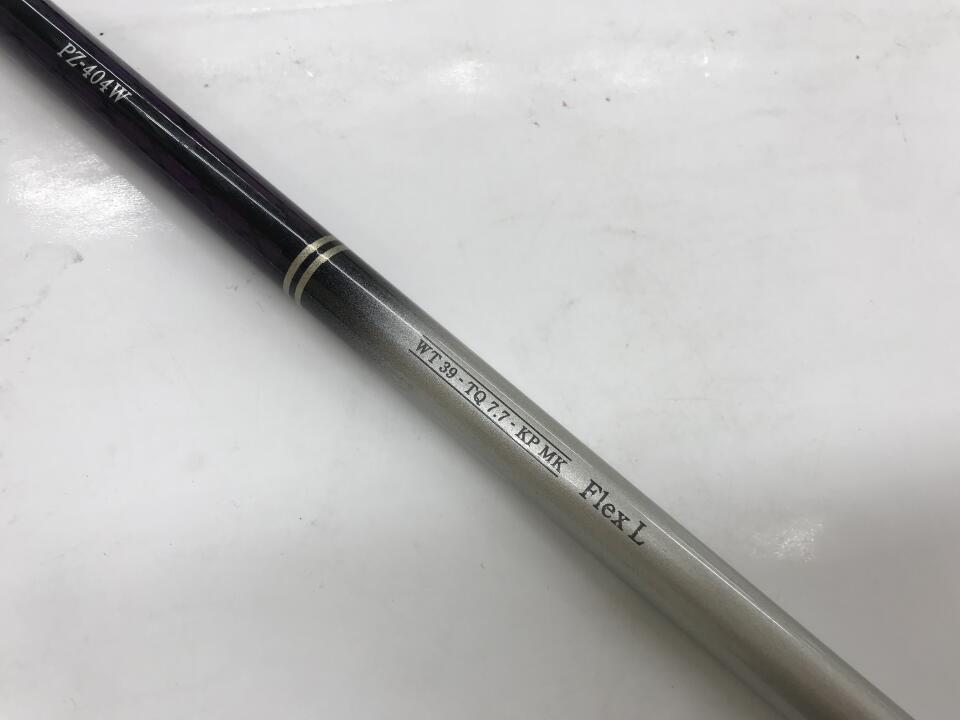 PZ-404W
WT 39 - TQ 7.7 - KP MK
Flex L